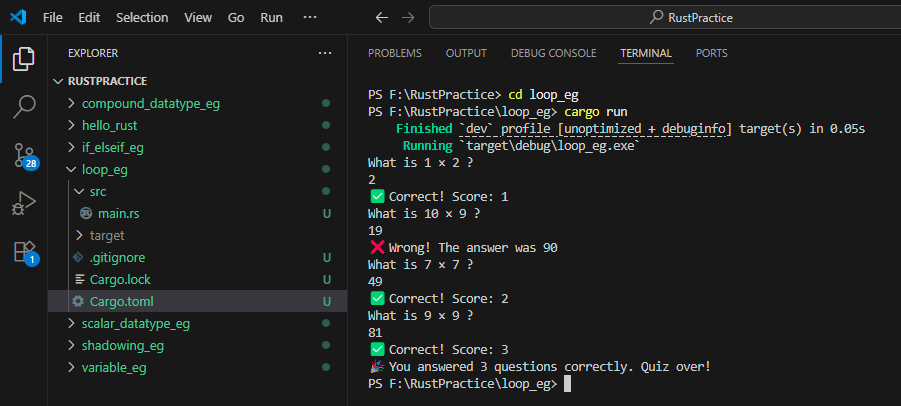 File Edit Selection View Go Run ··· ← → RustPractice
EXPLORER ···
RUSTPRACTICE
compound_datatype_eg
hello_rust
if_elseif_eg
loop_eg
src
main.rs U
target
.gitignore U
Cargo.lock U
Cargo.toml U
scalar_datatype_eg
shadowing_eg
variable_eg
28
1
PROBLEMS OUTPUT DEBUG CONSOLE TERMINAL PORTS
PS F:\RustPractice> cd loop_eg
PS F:\RustPractice\loop_eg> cargo run
Finished `dev` profile [unoptimized + debuginfo] target(s) in 0.05s
Running `target\debug\loop_eg.exe`
What is 1 × 2 ?
2
✅ Correct! Score: 1
What is 10 × 9 ?
19
❌ Wrong! The answer was 90
What is 7 × 7 ?
49
✅ Correct! Score: 2
What is 9 × 9 ?
81
✅ Correct! Score: 3
🎉 You answered 3 questions correctly. Quiz over!
PS F:\RustPractice\loop_eg>